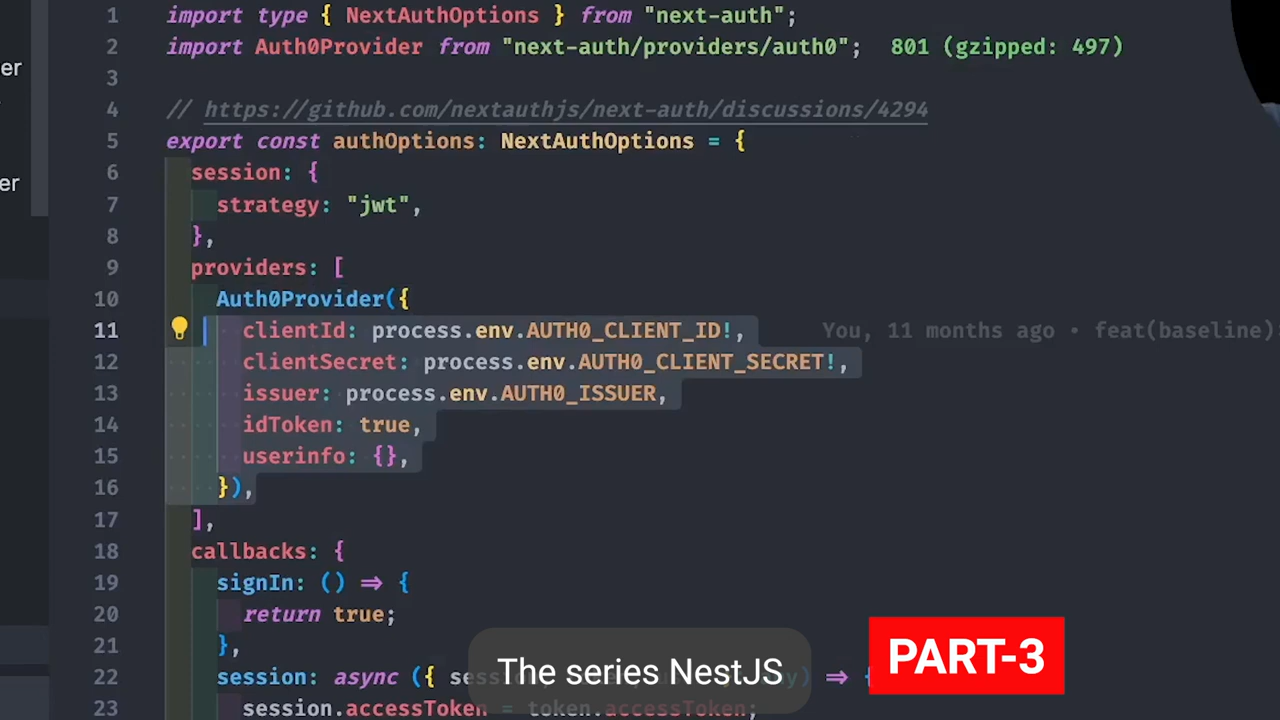 1 import type { NextAuthOptions } from "next-auth";
2 import Auth0Provider from "next-auth/providers/auth0"; 801 (gzipped: 497)
er
3
4 // https://github.com/nextauthjs/next-auth/discussions/4294
5 export const authOptions: NextAuthOptions = {
6 session: {
er
7 strategy: "jwt",
8 },
9 providers: [
10 Auth0Provider({
11 clientId: process.env.AUTH0_CLIENT_ID!, You, 11 months ago • feat(baseline)
12 clientSecret: process.env.AUTH0_CLIENT_SECRET!,
13 issuer: process.env.AUTH0_ISSUER,
14 idToken: true,
15 userinfo: {},
16 }),
17 ],
18 callbacks: {
19 signIn: () => {
20 return true;
21 },
22 session: async ({ => {
23 session.accessToken = token.accessToken;
The series NestJS
PART-3